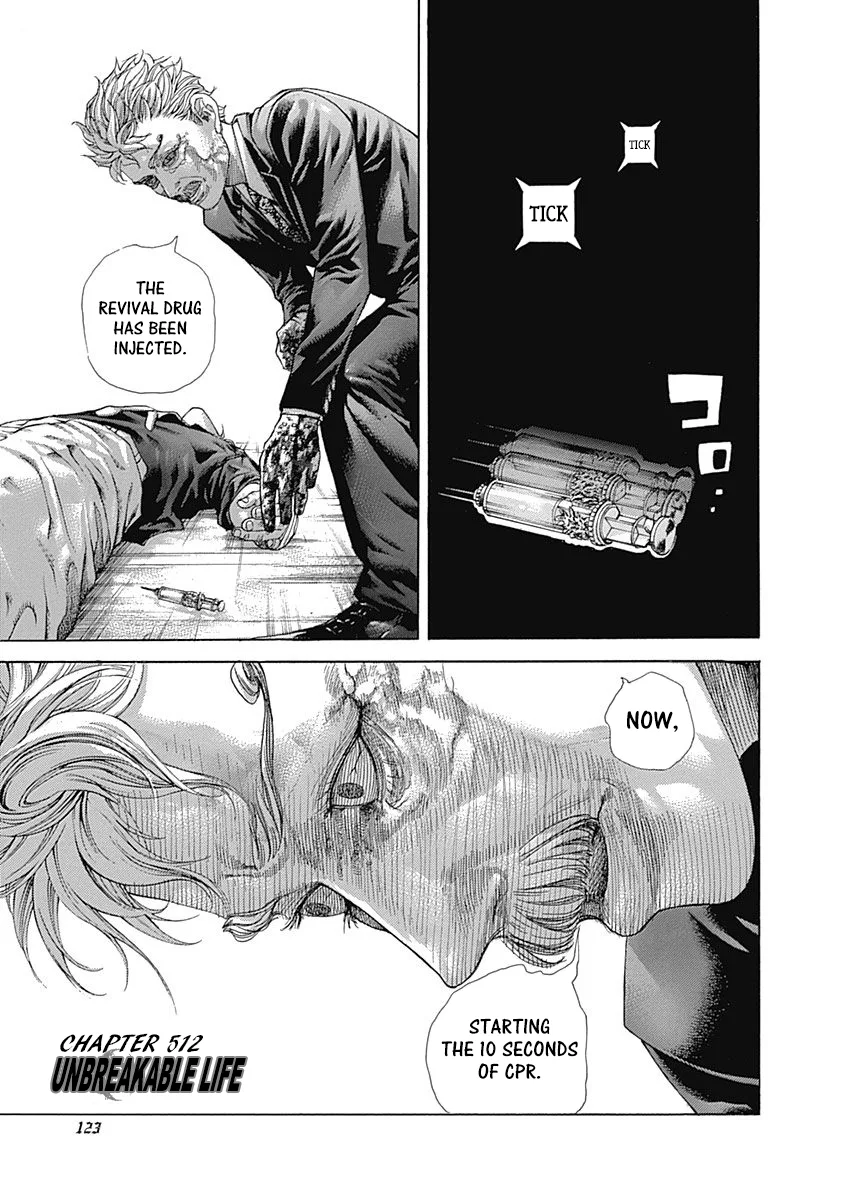 TICK
TICK
コロ...
THE
REVIVAL DRUG
HAS BEEN
INJECTED.
NOW,
STARTING
THE 10 SECONDS
OF CPR.
CHAPTER 512
UNBREAKABLE LIFE
123